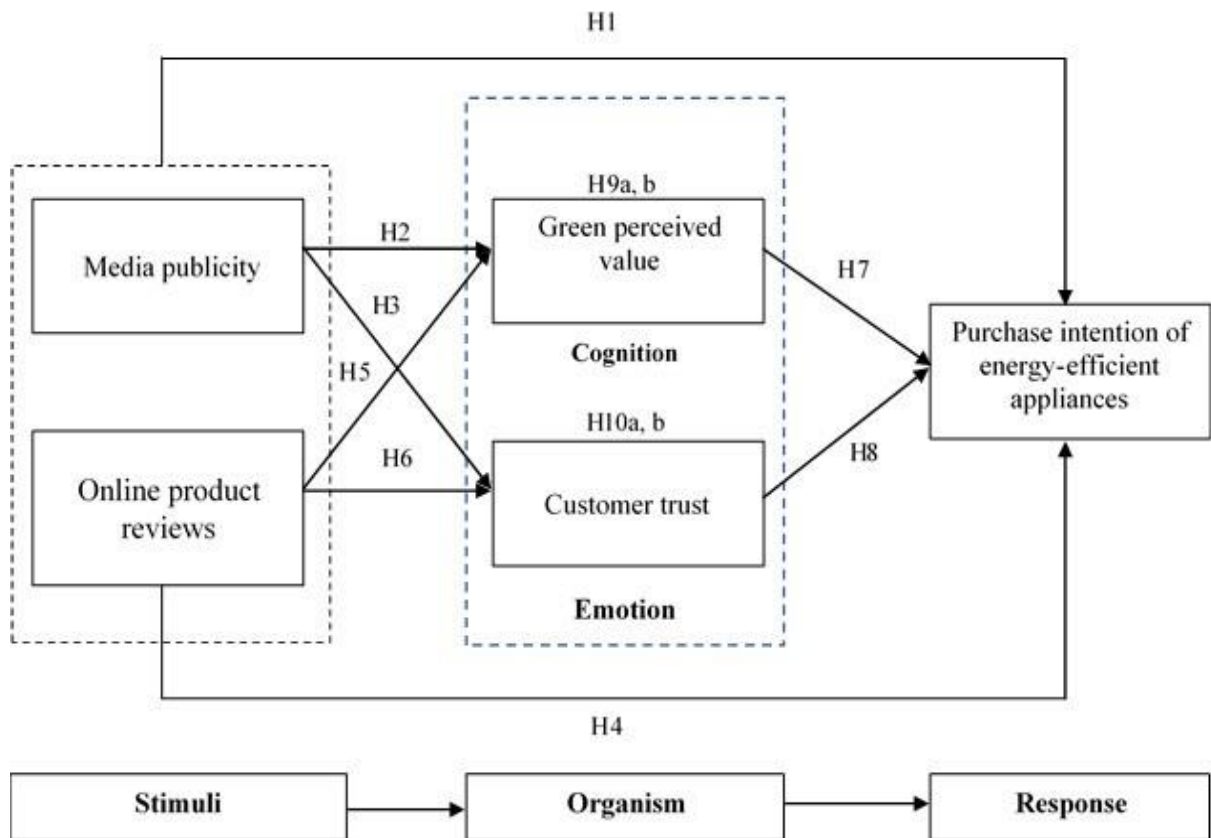 H1
H9a, b
Media publicity
H2
Green perceived
value
H3
H7
Cognition
Purchase intention of
energy-efficient
appliances
H5
H10a, b
Online product
reviews
H6
Customer trust
H8
Emotion
H4
Stimuli
Organism
Response